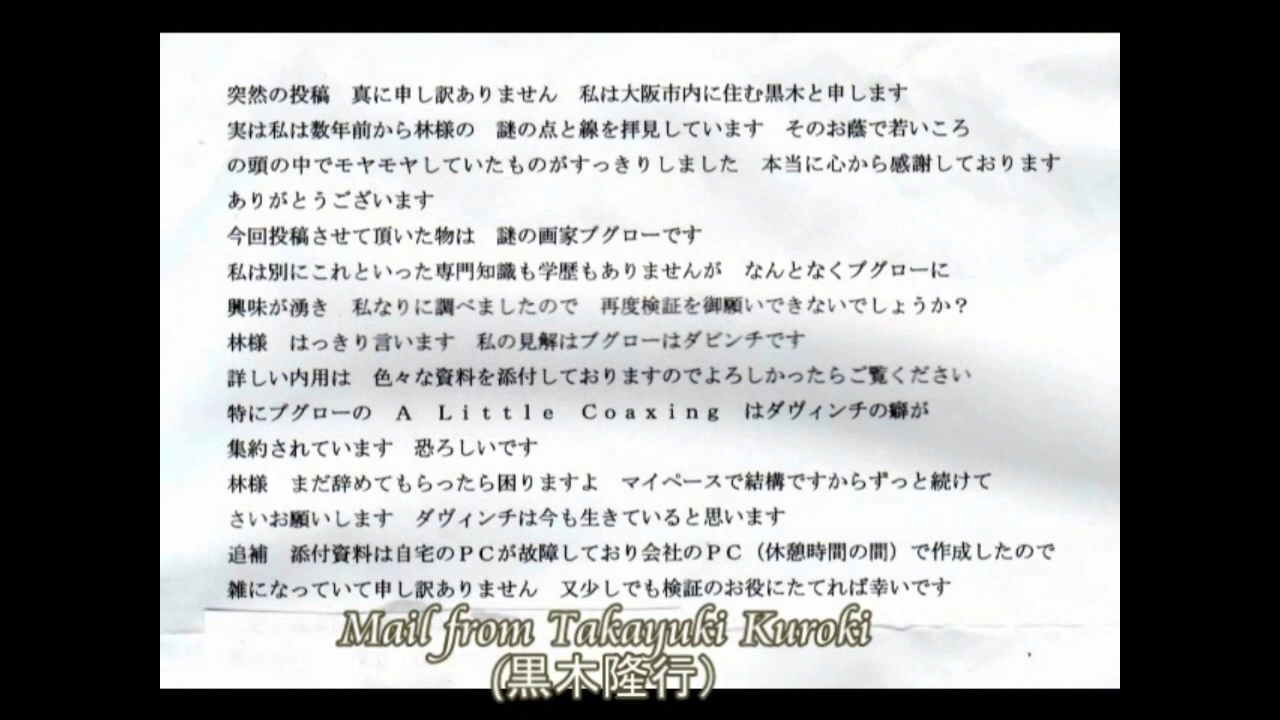 突然の投稿　真に申し訳ありません　私は大阪市内に住む黒木と申します
実は私は数年前から林様の　謎の点と線を拝見しています　そのお蔭で若いころ
の頭の中でモヤモヤしていたものがすっきりしました　本当に心から感謝しております
ありがとうございます
今回投稿させて頂いた物は　謎の画家ブグローです
私は別にこれといった専門知識も学歴もありませんが　なんとなくブグローに
興味が湧き　私なりに調べましたので　再度検証を御願いできないでしょうか？
林様　はっきり言います　私の見解はブグローはダビンチです
詳しい内用は　色々な資料を添付しておりますのでよろしかったらご覧ください
特にブグローの　Ａ　Ｌｉｔｔｌｅ　Ｃｏａｘｉｎｇ　はダヴィンチの癖が
集約されています　恐ろしいです
林様　まだ辞めてもらったら困りますよ　マイペースで結構ですからずっと続けて
さいお願いします　ダヴィンチは今も生きていると思います
追補　添付資料は自宅のＰＣが故障しており会社のＰＣ（休憩時間の間）で作成したので
雑になっていて申し訳ありません　又少しでも検証のお役にたてれば幸いです
Mail from Takayuki Kuroki
(黒木隆行)